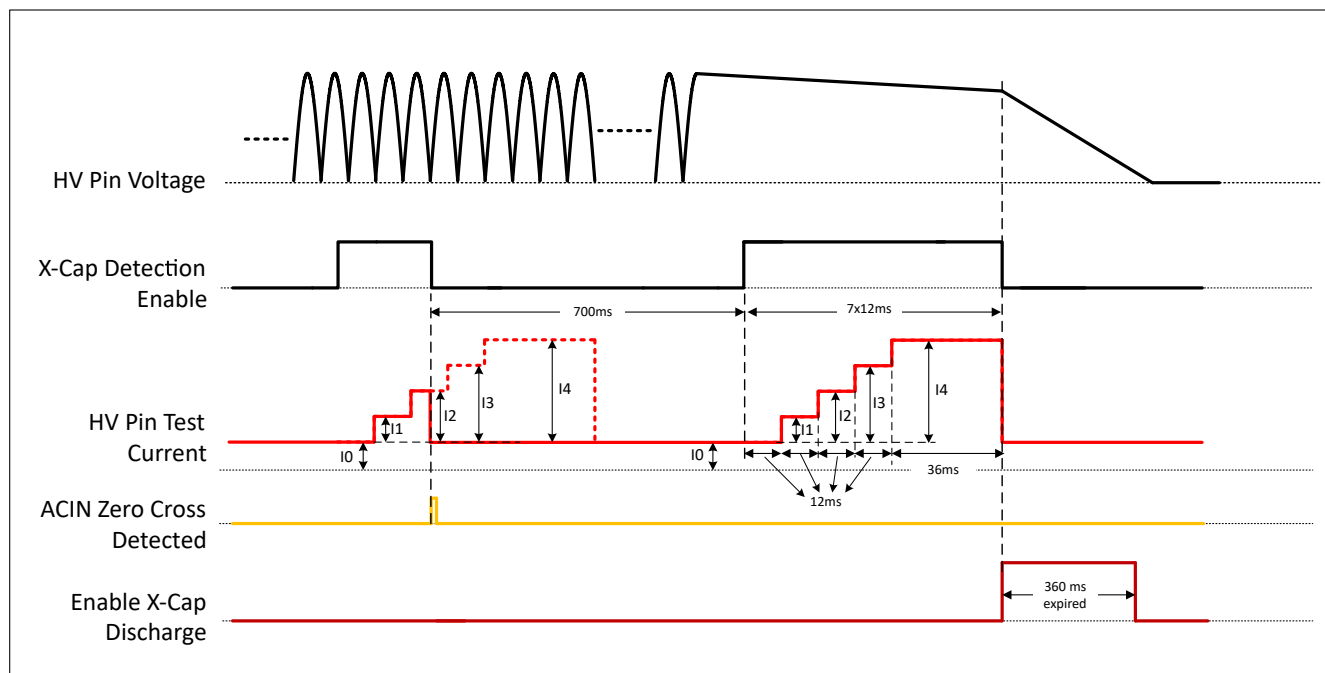 HV Pin Voltage
X-Cap Detection
Enable
700ms
7x12ms
HV Pin Test
Current
I0
I1
I2
I3
I4
I0
I1
I2
I3
I4
36ms
12ms
ACIN Zero Cross
Detected
Enable X-Cap
Discharge
360 ms
expired